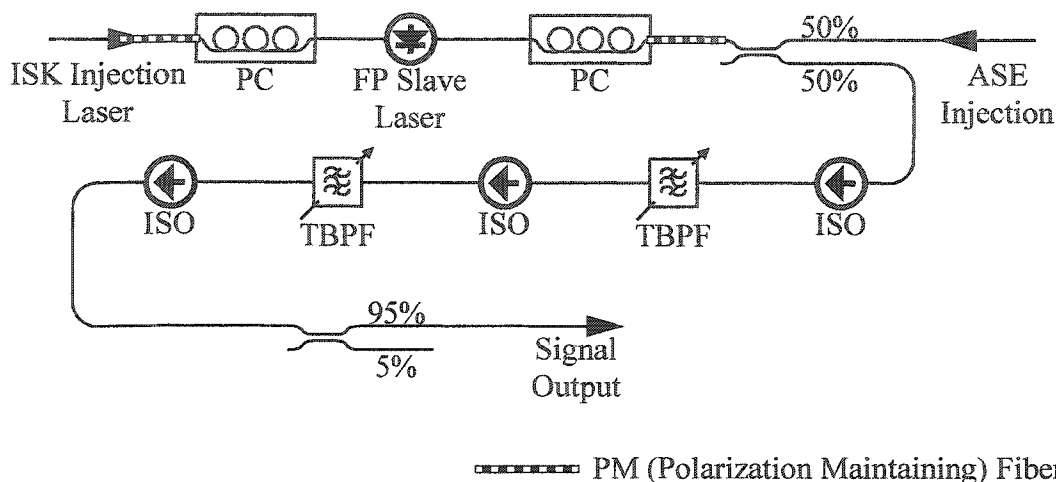 50%
ISK Injection
Laser
PC
FP Slave
Laser
PC
50%
ASE
Injection
ISO
TBPF
ISO
TBPF
ISO
95%
5%
Signal
Output
PM (Polarization Maintaining) Fiber